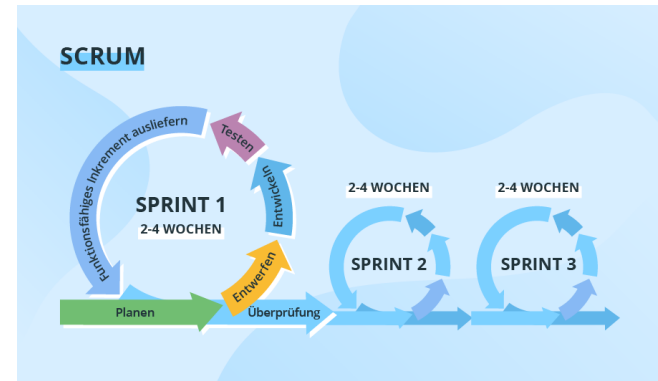 SCRUM
Funktionsfähiges Inkrement ausliefern
Testen
Entwickeln
SPRINT 1
2-4 WOCHEN
Entwerfen
Planen
Überprüfung
2-4 WOCHEN
SPRINT 2
2-4 WOCHEN
SPRINT 3